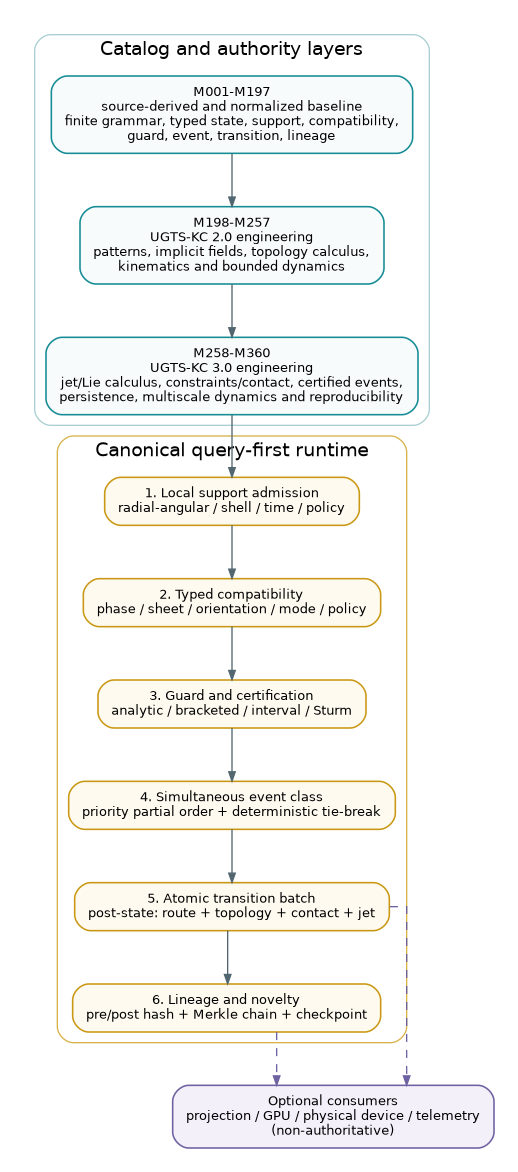 Catalog and authority layers
M001-M197
source-derived and normalized baseline
finite grammar, typed state, support, compatibility,
guard, event, transition, lineage
M198-M257
UGTS-KC 2.0 engineering
patterns, implicit fields, topology calculus,
kinematics and bounded dynamics
M258-M360
UGTS-KC 3.0 engineering
jet/Lie calculus, constraints/contact, certified events,
persistence, multiscale dynamics and reproducibility
Canonical query-first runtime
1. Local support admission
radial-angular / shell / time / policy
2. Typed compatibility
phase / sheet / orientation / mode / policy
3. Guard and certification
analytic / bracketed / interval / Sturm
4. Simultaneous event class
priority partial order + deterministic tie-break
5. Atomic transition batch
post-state: route + topology + contact + jet
6. Lineage and novelty
pre/post hash + Merkle chain + checkpoint
Optional consumers
projection / GPU / physical device / telemetry
(non-authoritative)